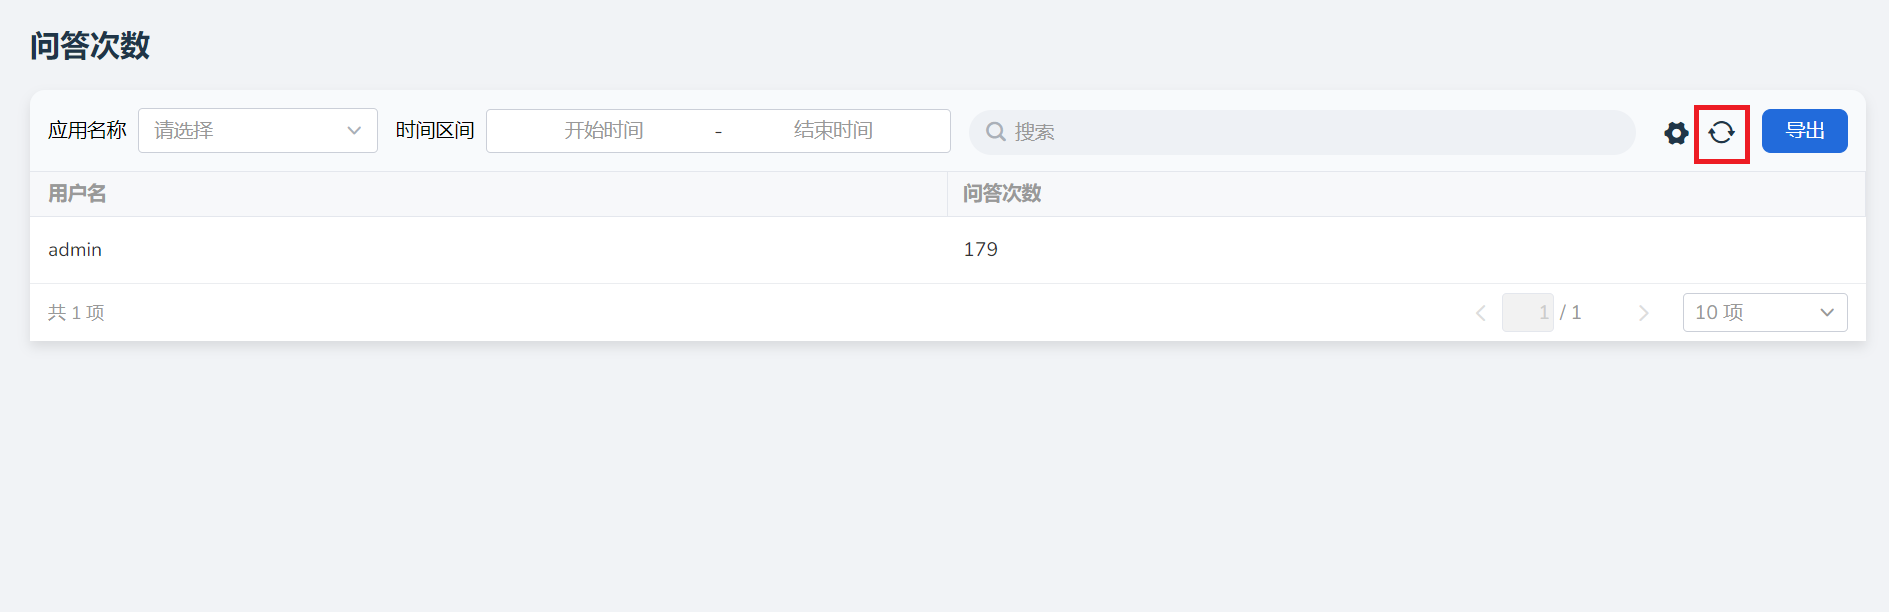 问答次数
应用名称 请选择 时间区间 开始时间 - 结束时间 搜索 导出
用户名 问答次数
admin 179
共 1 项 1 / 1 10 项